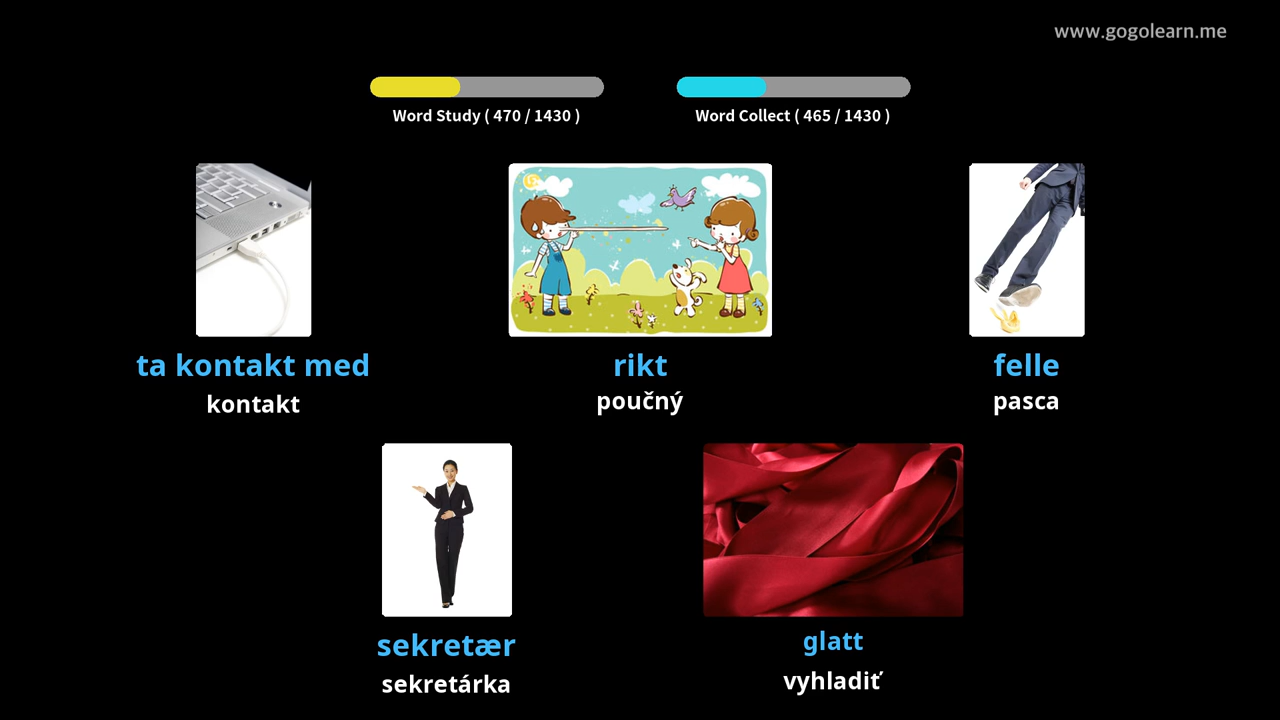 www.gogolearn.me
Word Study ( 470 / 1430 )
Word Collect ( 465 / 1430 )
ta kontakt med
kontakt
rikt
poučný
felle
pasca
sekretær
sekretárka
glatt
vyhladiť